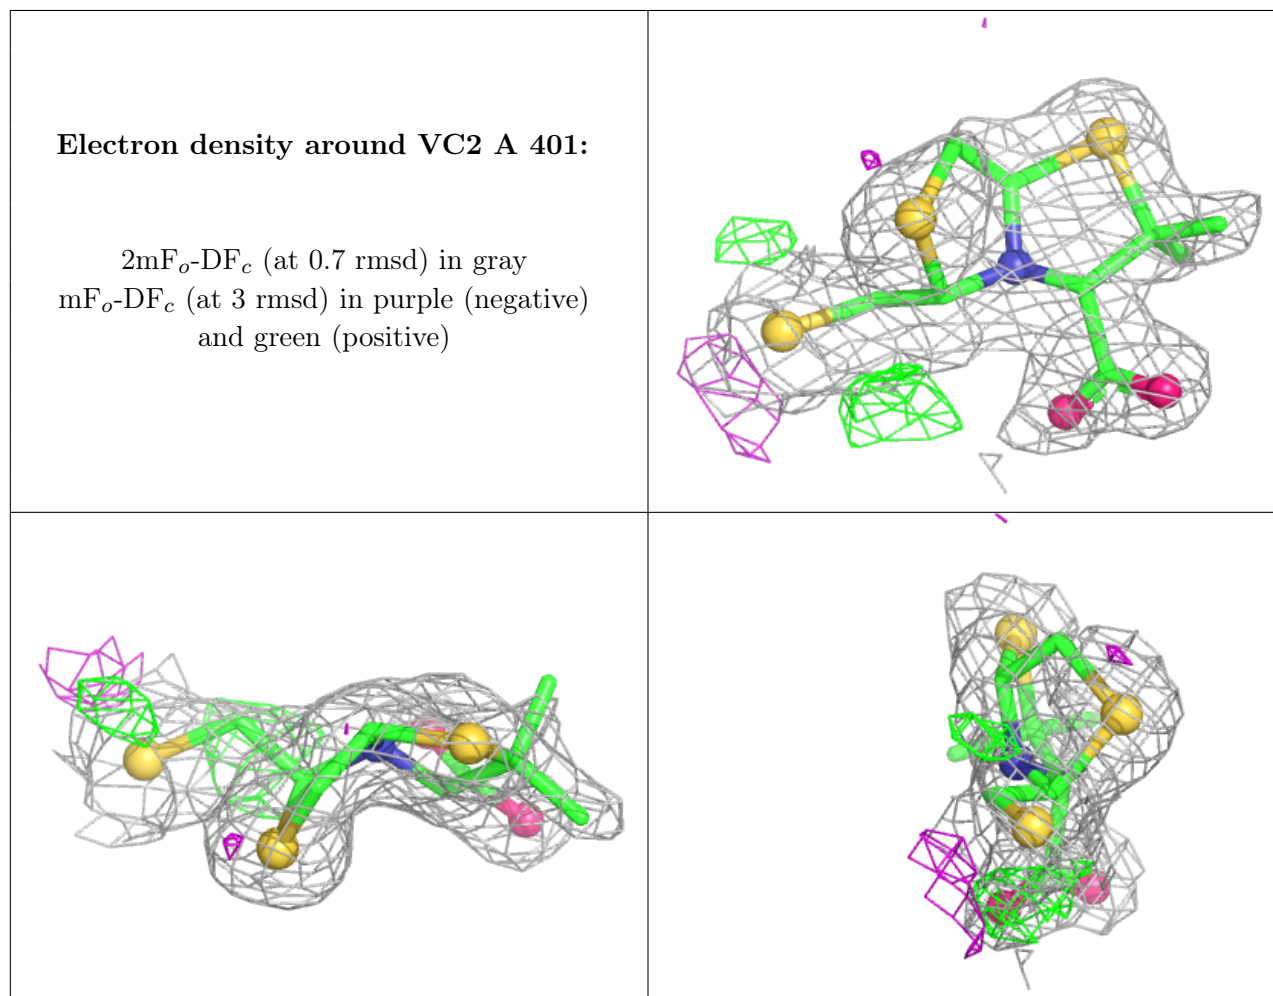 Electron density around VC2 A 401:
2mFo-DFc (at 0.7 rmsd) in gray
mFo-DFc (at 3 rmsd) in purple (negative)
and green (positive)